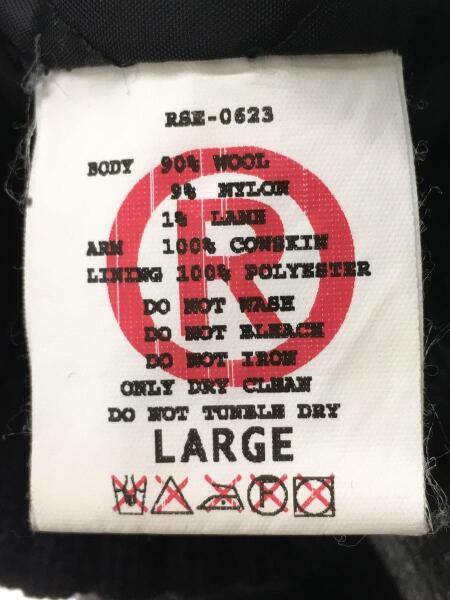 RSE-0623
BODY 90% WOOL
9% NYLON
1% LAME
ARM 100% COWSKIN
LINING 100% POLYESTER
DO NOT WASH
DO NOT BLEACH
DO NOT IRON
ONLY DRY CLEAN
DO NOT TUMBLE DRY
LARGE
R
P